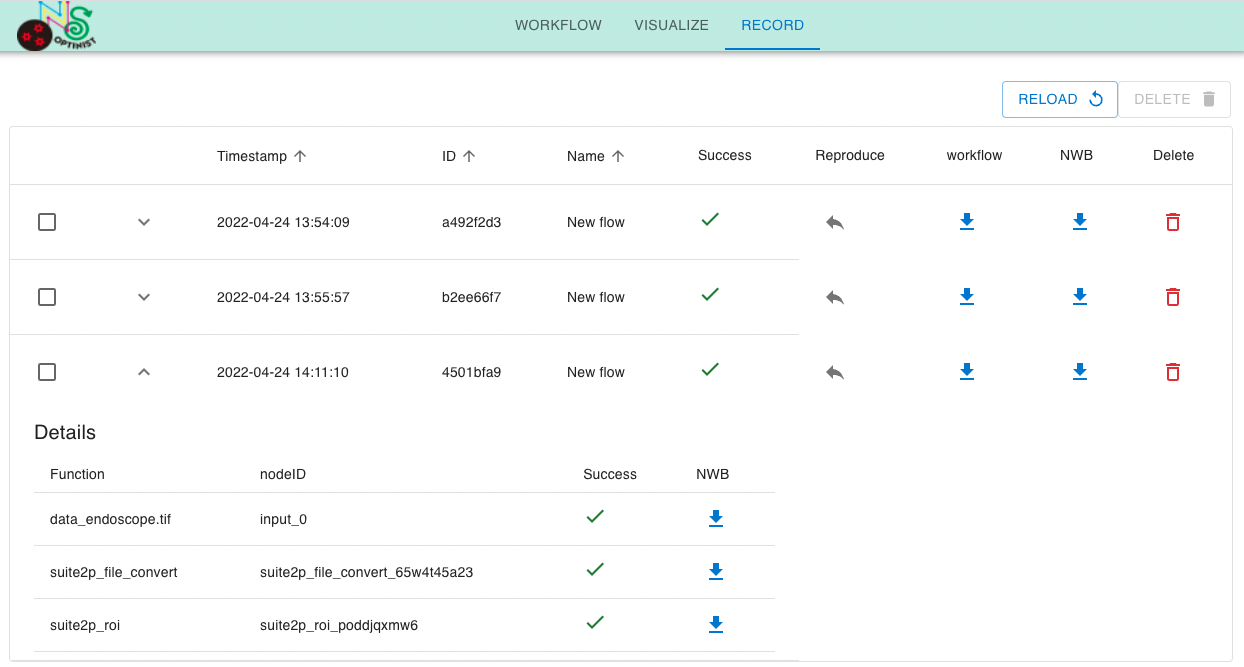 NS
OPTINIST
WORKFLOW VISUALIZE RECORD
RELOAD DELETE
Timestamp ID Name Success Reproduce workflow NWB Delete
2022-04-24 13:54:09 a492f2d3 New flow
2022-04-24 13:55:57 b2ee66f7 New flow
2022-04-24 14:11:10 4501bfa9 New flow
Details
Function nodeID Success NWB
data_endoscope.tif input_0
suite2p_file_convert suite2p_file_convert_65w4t45a23
suite2p_roi suite2p_roi_poddjqxmw6